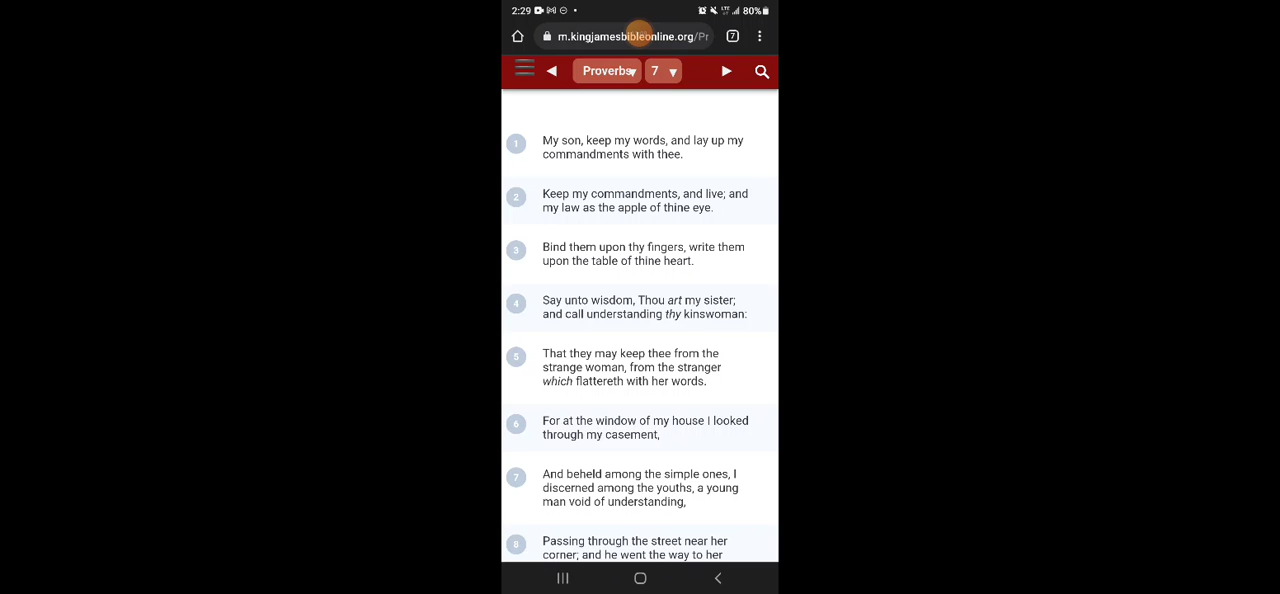 2:29 80%
m.kingjamesbibleonline.org/Pr 7
Proverbs 7
1 My son, keep my words, and lay up my
commandments with thee.
2 Keep my commandments, and live; and
my law as the apple of thine eye.
3 Bind them upon thy fingers, write them
upon the table of thine heart.
4 Say unto wisdom, Thou art my sister;
and call understanding thy kinswoman:
5 That they may keep thee from the
strange woman, from the stranger
which flattereth with her words.
6 For at the window of my house I looked
through my casement,
7 And beheld among the simple ones, I
discerned among the youths, a young
man void of understanding,
8 Passing through the street near her
corner; and he went the way to her